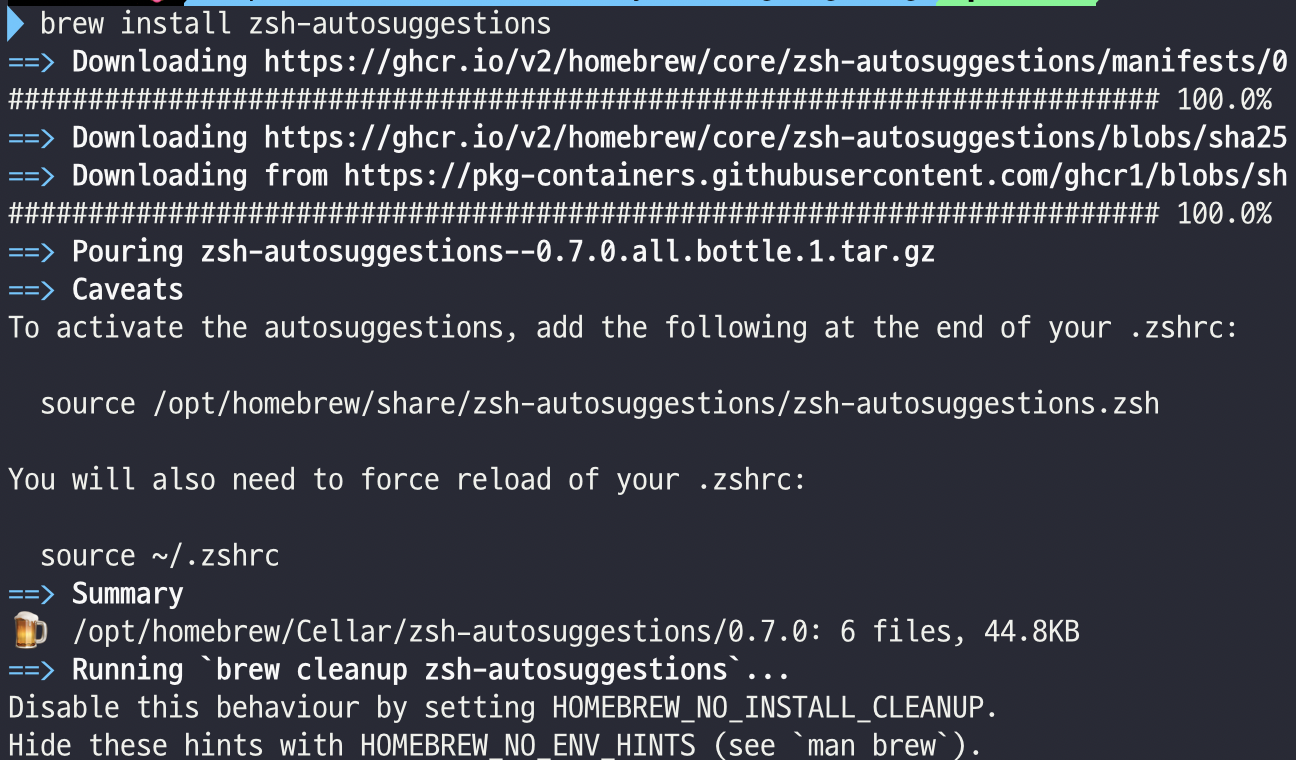 brew install zsh-autosuggestions
==> Downloading https://ghcr.io/v2/homebrew/core/zsh-autosuggestions/manifests/0
######################################################################## 100.0%
==> Downloading https://ghcr.io/v2/homebrew/core/zsh-autosuggestions/blobs/sha25
==> Downloading from https://pkg-containers.githubusercontent.com/ghcr1/blobs/sh
######################################################################## 100.0%
==> Pouring zsh-autosuggestions--0.7.0.all.bottle.1.tar.gz
==> Caveats
To activate the autosuggestions, add the following at the end of your .zshrc:
source /opt/homebrew/share/zsh-autosuggestions/zsh-autosuggestions.zsh
You will also need to force reload of your .zshrc:
source ~/.zshrc
==> Summary
🍺 /opt/homebrew/Cellar/zsh-autosuggestions/0.7.0: 6 files, 44.8KB
==> Running `brew cleanup zsh-autosuggestions`...
Disable this behaviour by setting HOMEBREW_NO_INSTALL_CLEANUP.
Hide these hints with HOMEBREW_NO_ENV_HINTS (see `man brew`).